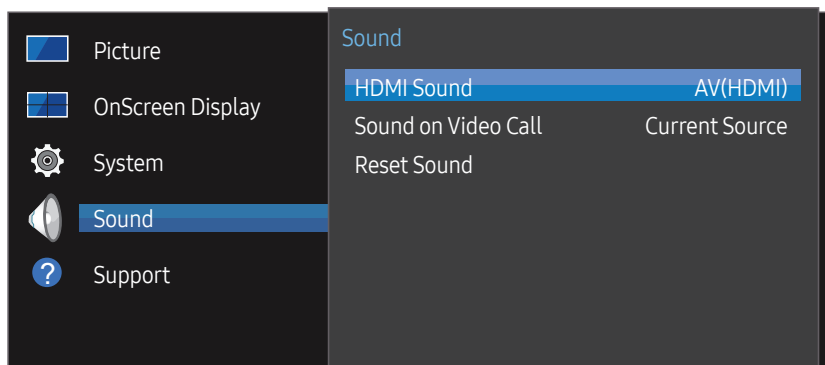 Picture
OnScreen Display
System
Sound
? Support
Sound
HDMI Sound AV(HDMI)
Sound on Video Call Current Source
Reset Sound